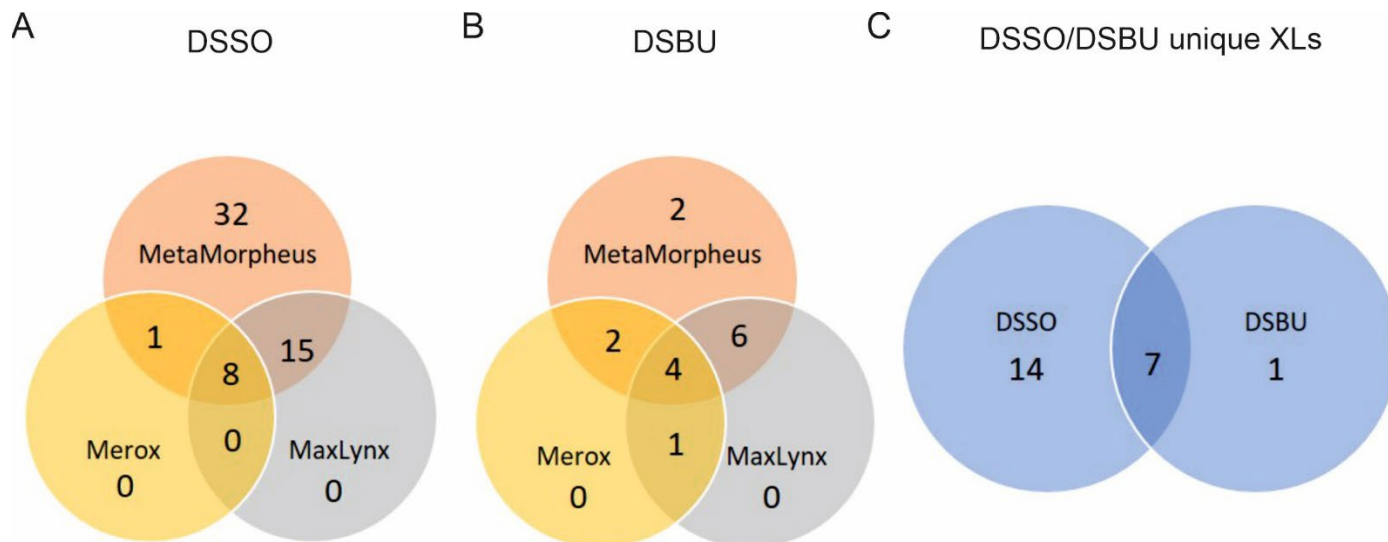 A
DSSO
32
MetaMorpheus
1
8
15
0
Merox
0
MaxLynx
0
B
DSBU
2
MetaMorpheus
2
4
6
1
Merox
0
MaxLynx
0
C
DSSO/DSBU unique XLs
DSSO
14
7
DSBU
1